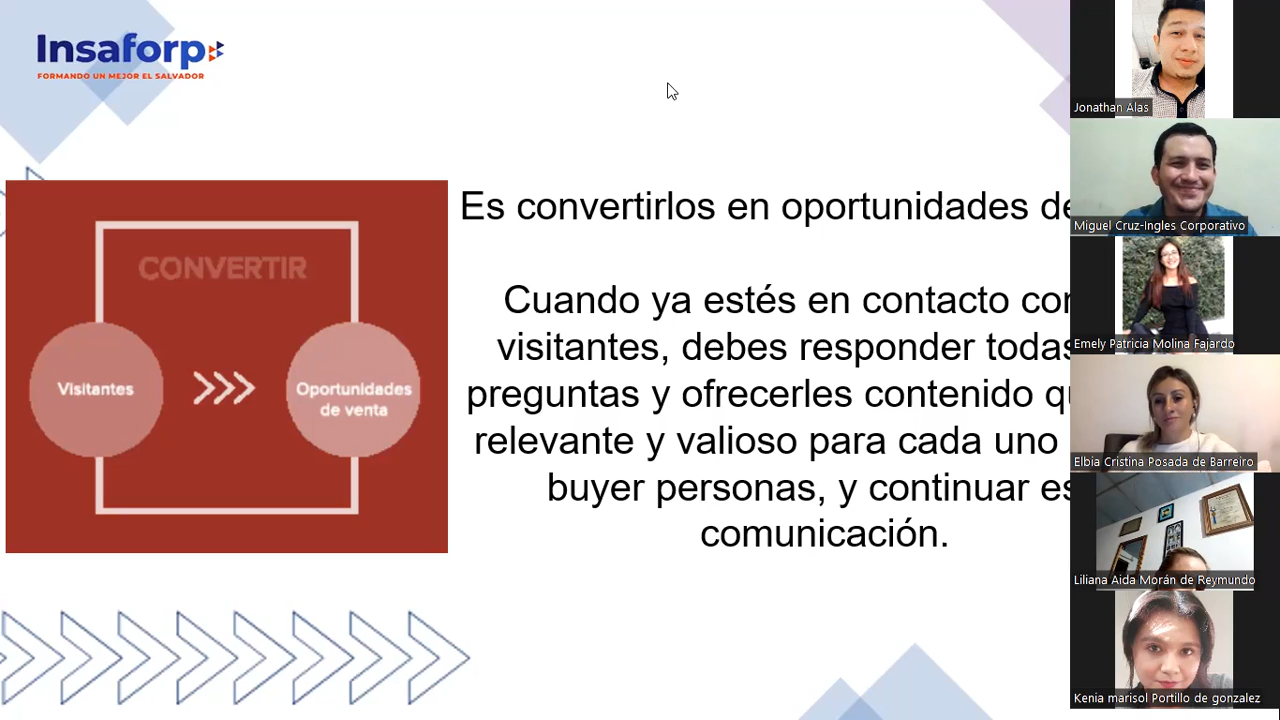 Insaforp
FORMANDO UN MEJOR EL SALVADOR
CONVERTIR
Visitantes
Oportunidades
de venta
Es convertirlos en oportunidades de
Cuando ya estés en contacto con
visitantes, debes responder todas
preguntas y ofrecerles contenido
relevante y valioso para cada uno
buyer personas, y continuar
comunicación.
Jonathan Alas
Miguel Cruz-Ingles Corporativo
Emely Patricia Molina Fajardo
Elbia Cristina Posada de Barreiro
Liliana Aida Morán de Reymundo
Kenia marisol Portillo de gonzalez